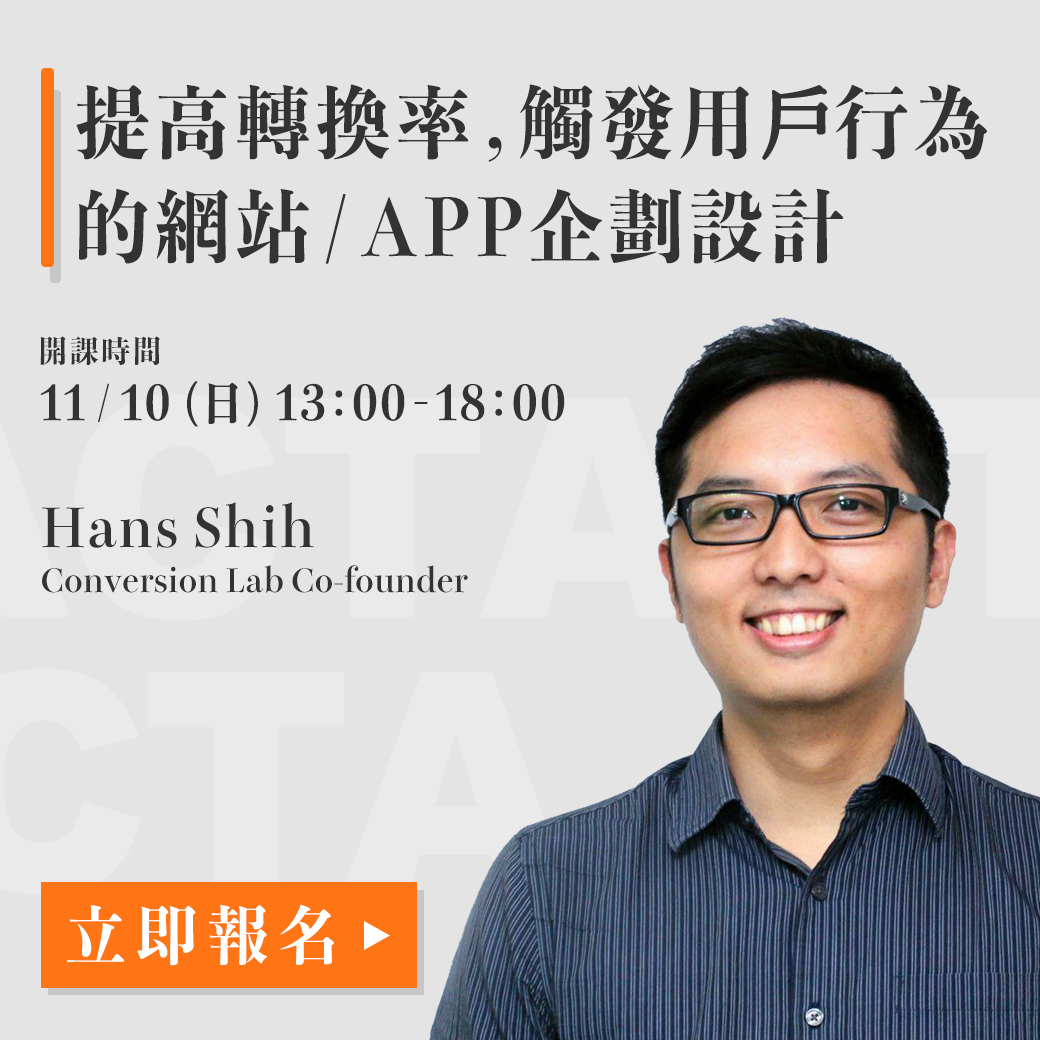 提高轉換率,觸發用戶行為
的網站/APP企劃設計
開課時間
11/10 (日) 13:00-18:00
Hans Shih
Conversion Lab Co-founder
ACTACT
CTA
立即報名